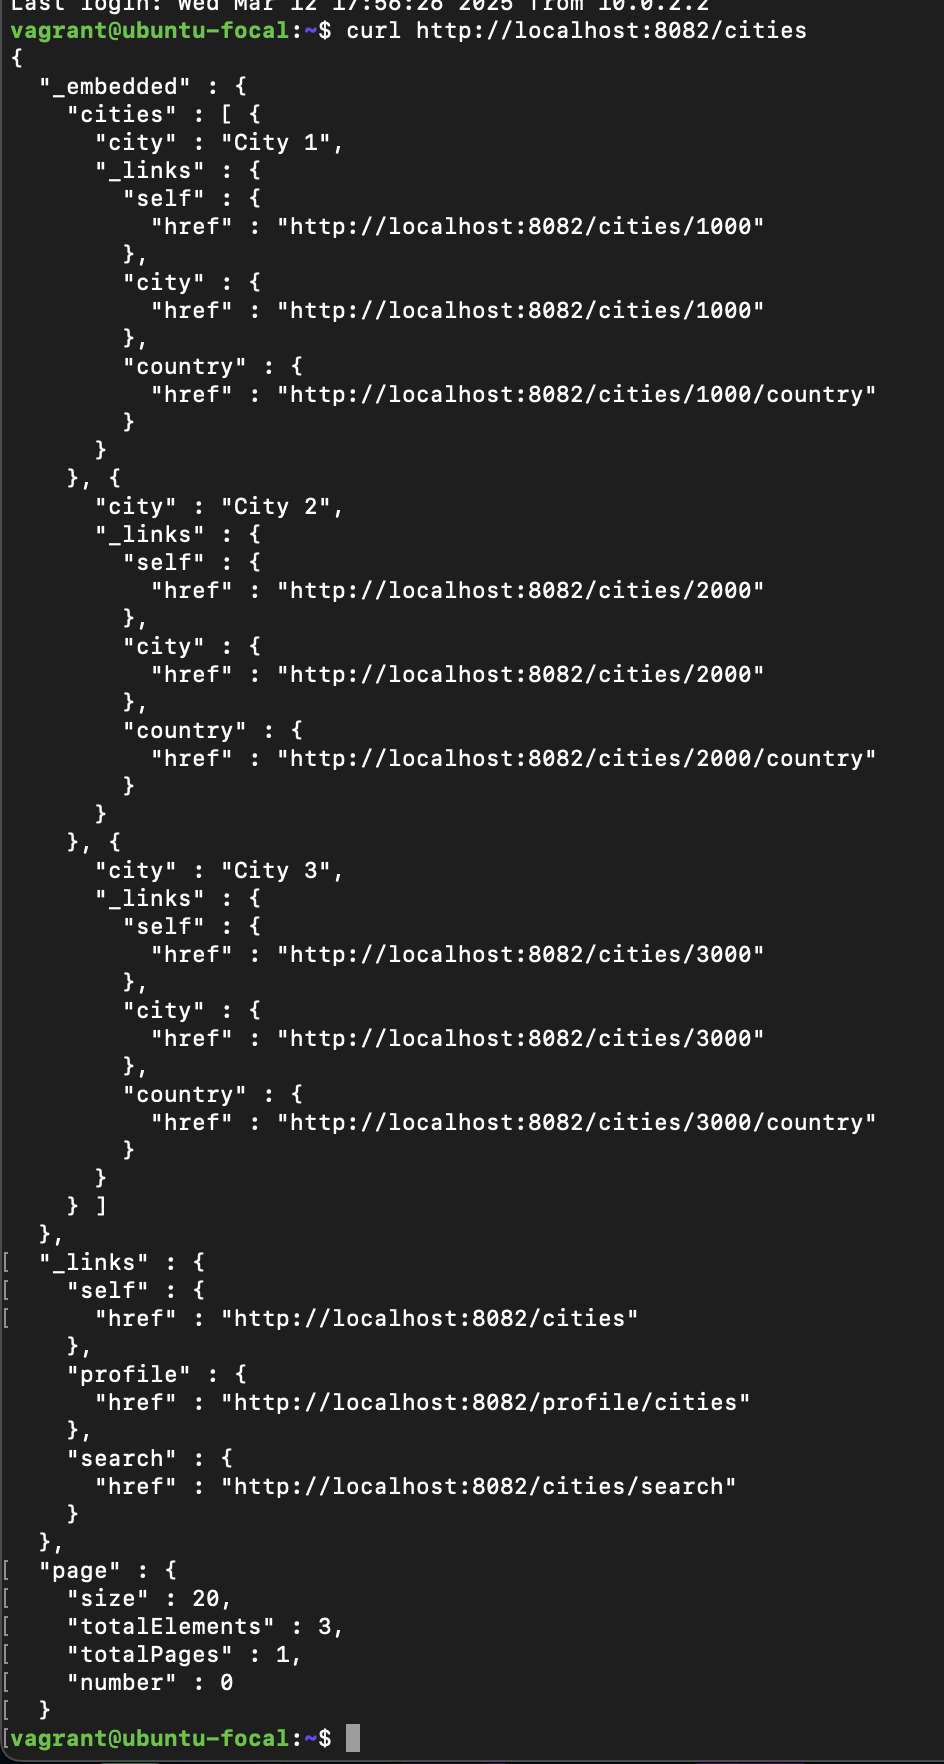 Last login: Wed Mar 12 17:56:26 2025 from 10.0.2.2
vagrant@ubuntu-focal:~$ curl http://localhost:8082/cities
{
  "_embedded" : {
    "cities" : [ {
      "city" : "City 1",
      "_links" : {
        "self" : {
          "href" : "http://localhost:8082/cities/1000"
        },
        "city" : {
          "href" : "http://localhost:8082/cities/1000"
        },
        "country" : {
          "href" : "http://localhost:8082/cities/1000/country"
        }
      }
    }, {
      "city" : "City 2",
      "_links" : {
        "self" : {
          "href" : "http://localhost:8082/cities/2000"
        },
        "city" : {
          "href" : "http://localhost:8082/cities/2000"
        },
        "country" : {
          "href" : "http://localhost:8082/cities/2000/country"
        }
      }
    }, {
      "city" : "City 3",
      "_links" : {
        "self" : {
          "href" : "http://localhost:8082/cities/3000"
        },
        "city" : {
          "href" : "http://localhost:8082/cities/3000"
        },
        "country" : {
          "href" : "http://localhost:8082/cities/3000/country"
        }
      }
    } ]
  },
[  "_links" : {
[    "self" : {
[      "href" : "http://localhost:8082/cities"
    },
    "profile" : {
      "href" : "http://localhost:8082/profile/cities"
    },
    "search" : {
      "href" : "http://localhost:8082/cities/search"
    }
  },
[  "page" : {
[    "size" : 20,
[    "totalElements" : 3,
[    "totalPages" : 1,
[    "number" : 0
[  }
[vagrant@ubuntu-focal:~$